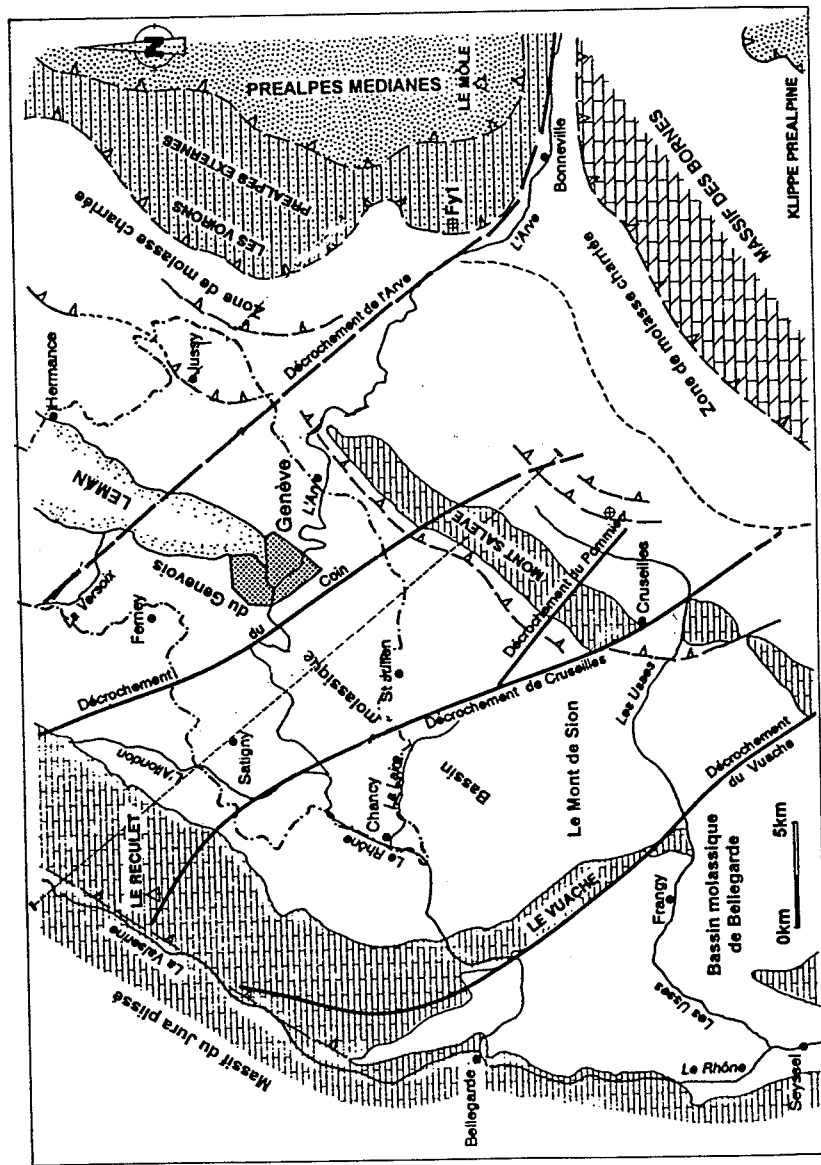 N
PREALPES MEDIANES
LE MOLE
PREALPES EXTERNES
LES VOIRONS
Fy1
Bonneville
L'Arve
MASSIF DES BORNES
KLIPPE PREALPINE
Zone de molasse charriée
Zone de molasse charriée
Hermance
Jussy
Décrochement de l'Arve
LEMAN
Genève
L'Arve
Versoix
Ferney
du Genevois
Décrochement
du
Coin
MONT SALEVE
Décrochement du Pommier
Cruseilles
molassique
St Julien
Décrochement de Cruseilles
Les Usses
Satigny
L'Allondon
Chancy
La Laire
Le Rhône
Bassin
Le Mont de Sion
Décrochement
du Vuache
LE RECULET
La Valserine
Massif du Jura plissé
LE VUACHE
Frangy
Bassin molassique
de Bellegarde
0km
5km
Les Usses
Bellegarde
Le Rhône
Seyssel